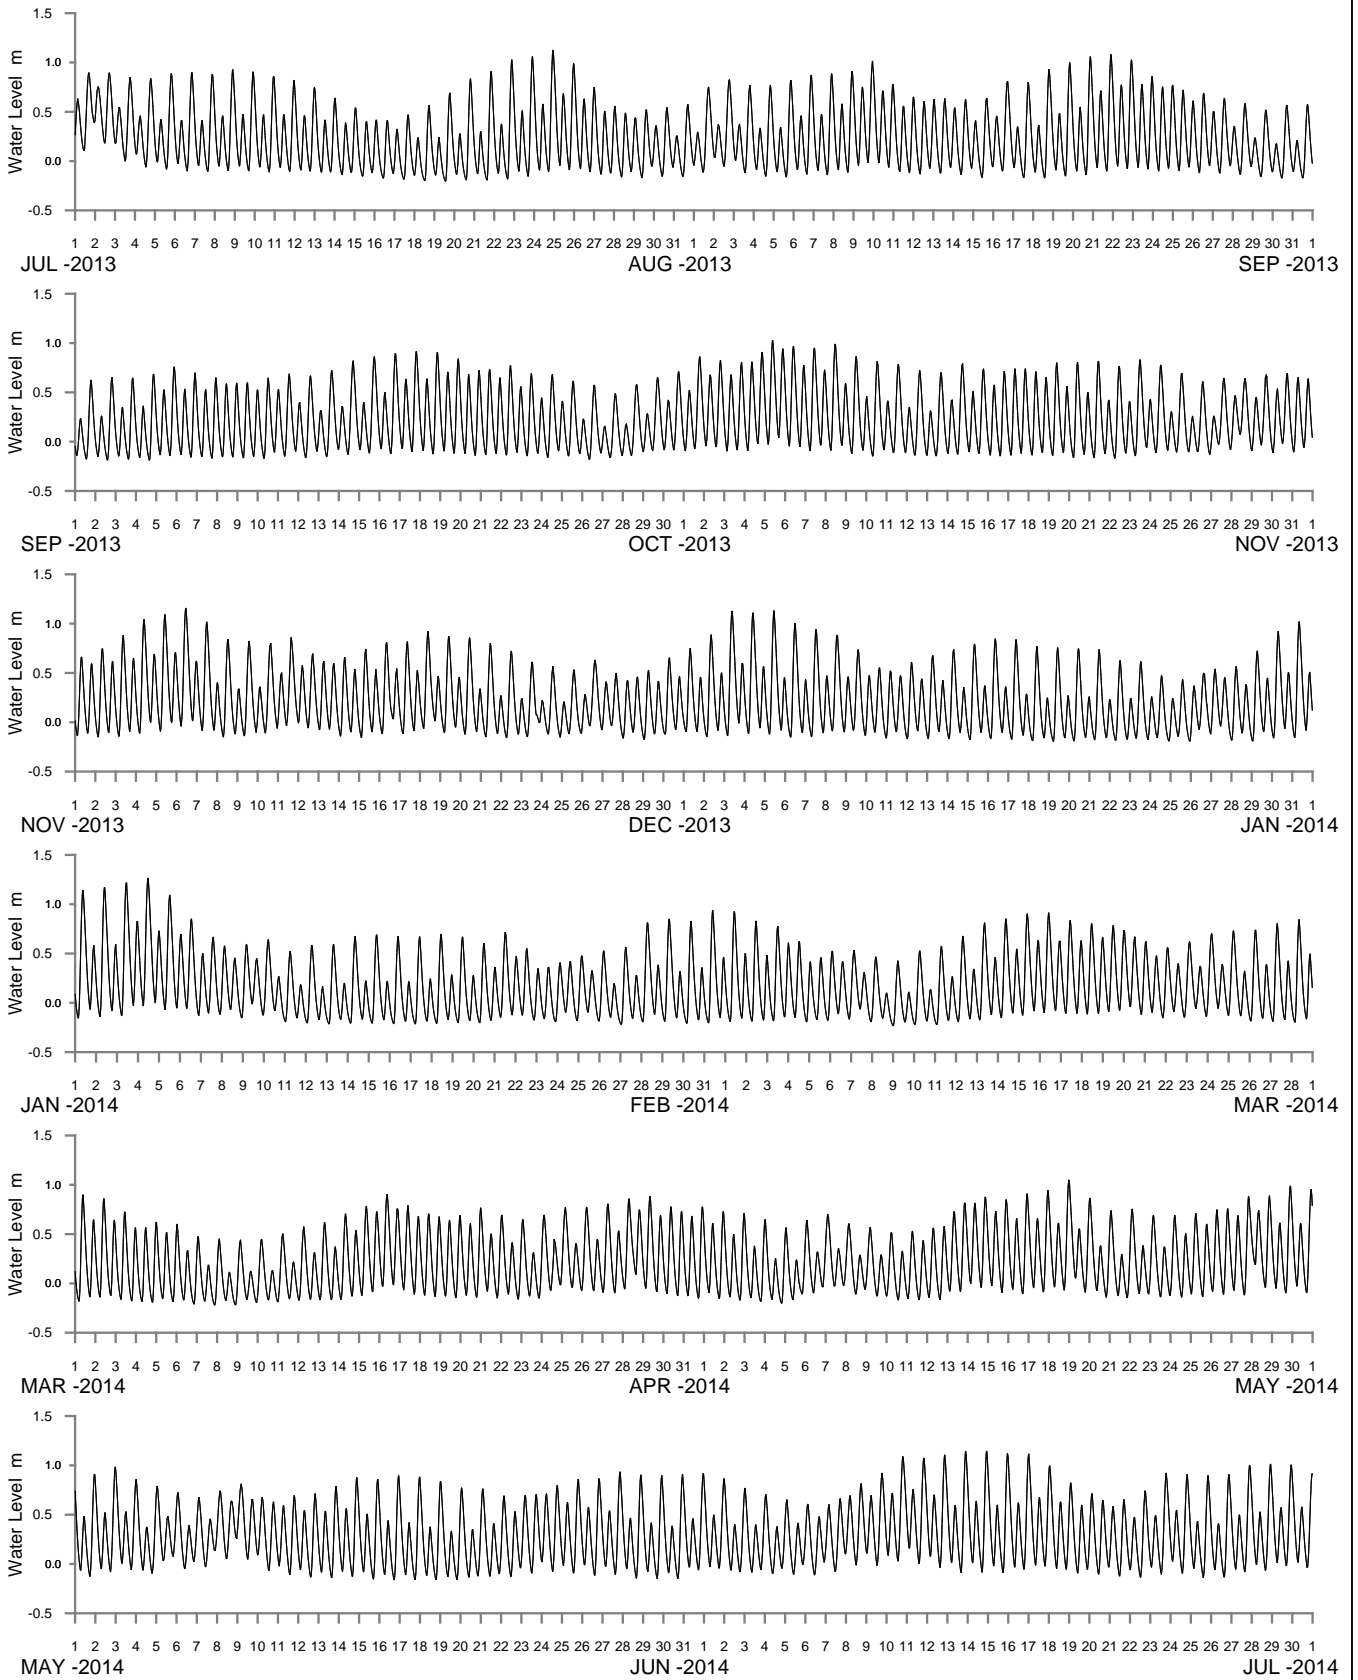 1.5
1.0
0.5
0.0
-0.5
Water Level m
1 2 3 4 5 6 7 8 9 10 11 12 13 14 15 16 17 18 19 20 21 22 23 24 25 26 27 28 29 30 31 1 2 3 4 5 6 7 8 9 10 11 12 13 14 15 16 17 18 19 20 21 22 23 24 25 26 27 28 29 30 31 1
JUL -2013 AUG -2013 SEP -2013
1.5
1.0
0.5
0.0
-0.5
Water Level m
1 2 3 4 5 6 7 8 9 10 11 12 13 14 15 16 17 18 19 20 21 22 23 24 25 26 27 28 29 30 1 2 3 4 5 6 7 8 9 10 11 12 13 14 15 16 17 18 19 20 21 22 23 24 25 26 27 28 29 30 31 1
SEP -2013 OCT -2013 NOV -2013
1.5
1.0
0.5
0.0
-0.5
Water Level m
1 2 3 4 5 6 7 8 9 10 11 12 13 14 15 16 17 18 19 20 21 22 23 24 25 26 27 28 29 30 1 2 3 4 5 6 7 8 9 10 11 12 13 14 15 16 17 18 19 20 21 22 23 24 25 26 27 28 29 30 31 1
NOV -2013 DEC -2013 JAN -2014
1.5
1.0
0.5
0.0
-0.5
Water Level m
1 2 3 4 5 6 7 8 9 10 11 12 13 14 15 16 17 18 19 20 21 22 23 24 25 26 27 28 29 30 31 1 2 3 4 5 6 7 8 9 10 11 12 13 14 15 16 17 18 19 20 21 22 23 24 25 26 27 28 1
JAN -2014 FEB -2014 MAR -2014
1.5
1.0
0.5
0.0
-0.5
Water Level m
1 2 3 4 5 6 7 8 9 10 11 12 13 14 15 16 17 18 19 20 21 22 23 24 25 26 27 28 29 30 31 1 2 3 4 5 6 7 8 9 10 11 12 13 14 15 16 17 18 19 20 21 22 23 24 25 26 27 28 29 30 1
MAR -2014 APR -2014 MAY -2014
1.5
1.0
0.5
0.0
-0.5
Water Level m
1 2 3 4 5 6 7 8 9 10 11 12 13 14 15 16 17 18 19 20 21 22 23 24 25 26 27 28 29 30 31 1 2 3 4 5 6 7 8 9 10 11 12 13 14 15 16 17 18 19 20 21 22 23 24 25 26 27 28 29 30 1
MAY -2014 JUN -2014 JUL -2014